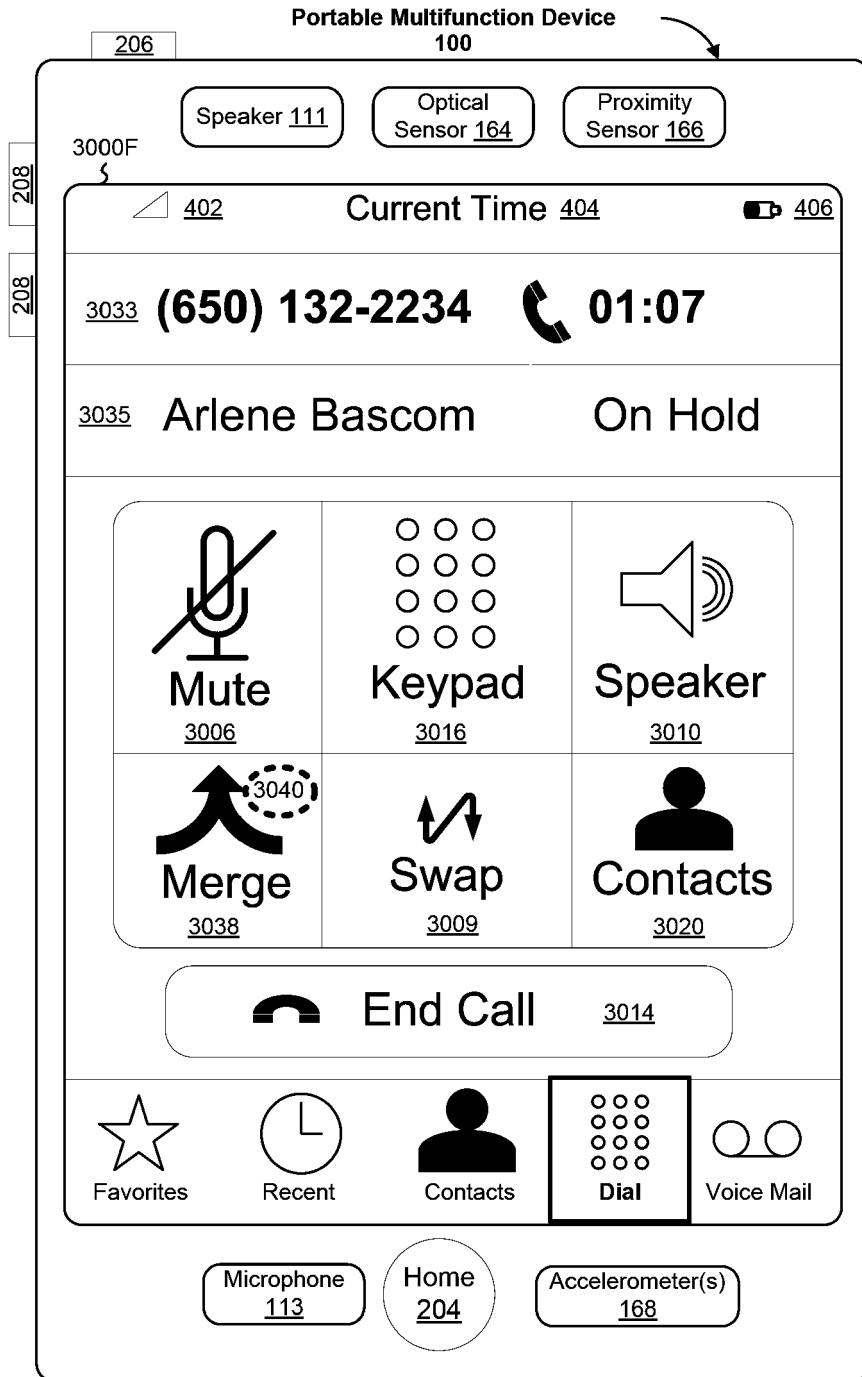 Portable Multifunction Device
100
206
Speaker 111
Optical
Sensor 164
Proximity
Sensor 166
3000F
208
208
402
Current Time 404
406
3033 (650) 132-2234 01:07
3035 Arlene Bascom On Hold
Mute
3006
Keypad
3016
Speaker
3010
3040
Merge
3038
Swap
3009
Contacts
3020
End Call 3014
Favorites
Recent
Contacts
Dial
Voice Mail
Microphone
113
Home
204
Accelerometer(s)
168